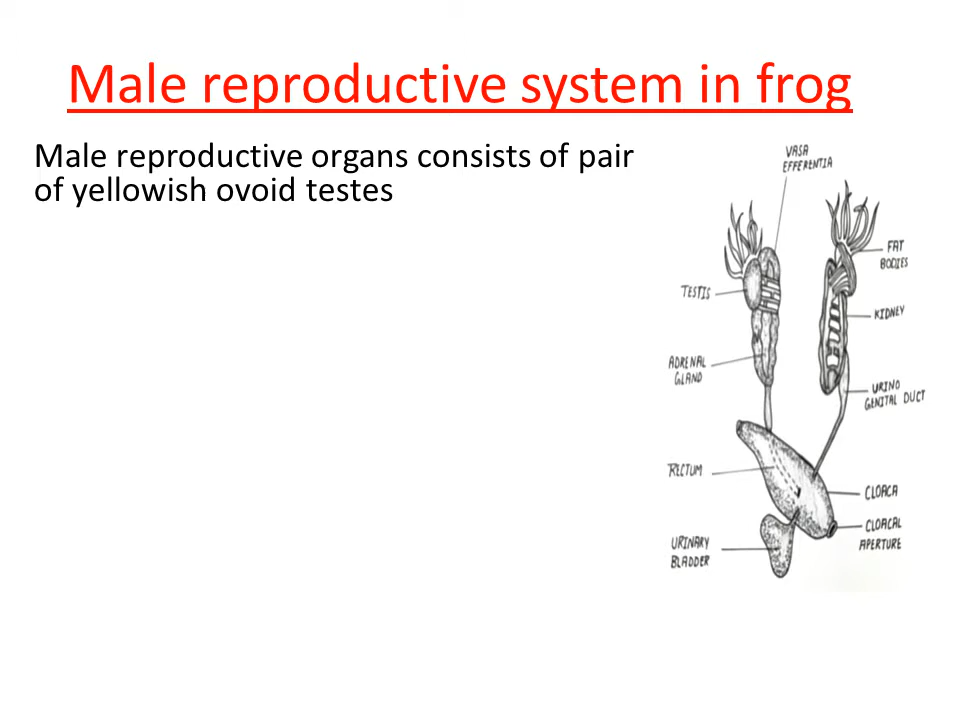 Male reproductive system in frog
Male reproductive organs consists of pair
of yellowish ovoid testes
VASA
EFFERENTIA
FAT
BODIES
TESTIS
KIDNEY
ADRENAL
GLAND
URINO
GENITAL DUCT
RECTUM
CLOACA
CLOACAL
APERTURE
URINARY
BLADDER